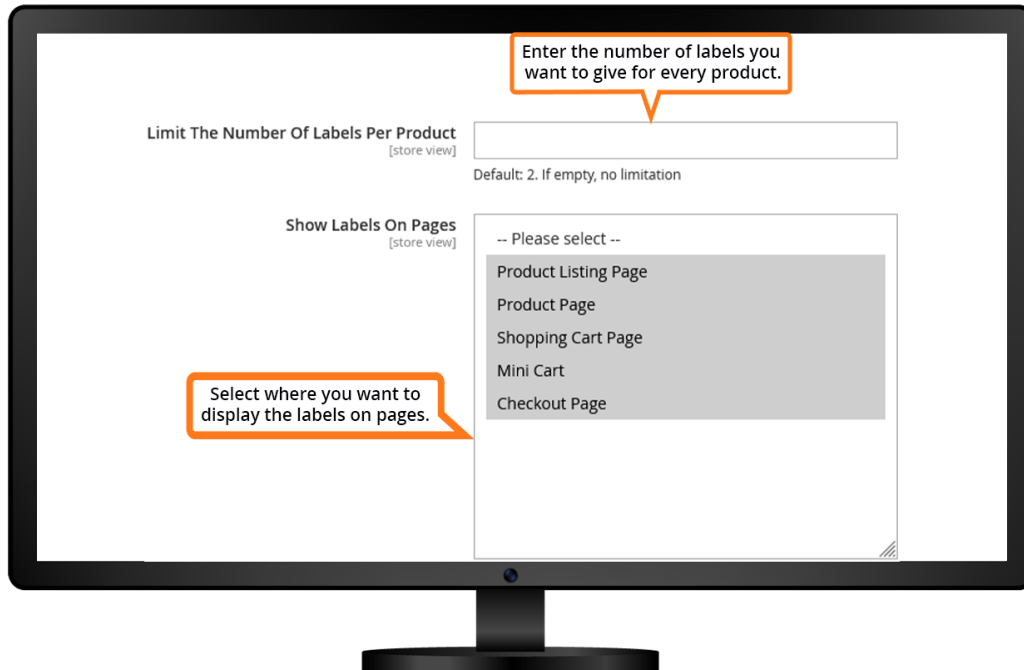 Enter the number of labels you
want to give for every product.
Limit The Number Of Labels Per Product
[store view]
Default: 2. If empty, no limitation
Show Labels On Pages
[store view]
-- Please select --
Product Listing Page
Product Page
Shopping Cart Page
Mini Cart
Checkout Page
Select where you want to
display the labels on pages.